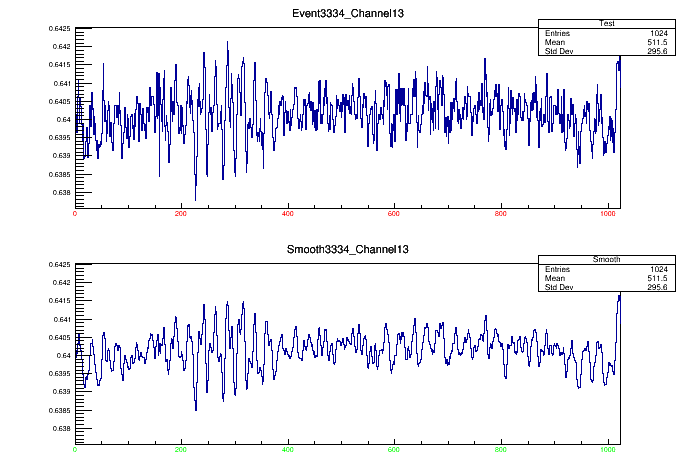 Event3334_Channel13
Test
Entries 1024
Mean 511.5
Std Dev 295.6
0.6425
0.642
0.6415
0.641
0.6405
0.64
0.6395
0.639
0.6385
0.638
0 200 400 600 800 1000
Smooth3334_Channel13
Smooth
Entries 1024
Mean 511.5
Std Dev 295.6
0.6425
0.642
0.6415
0.641
0.6405
0.64
0.6395
0.639
0.6385
0.638
0 200 400 600 800 1000